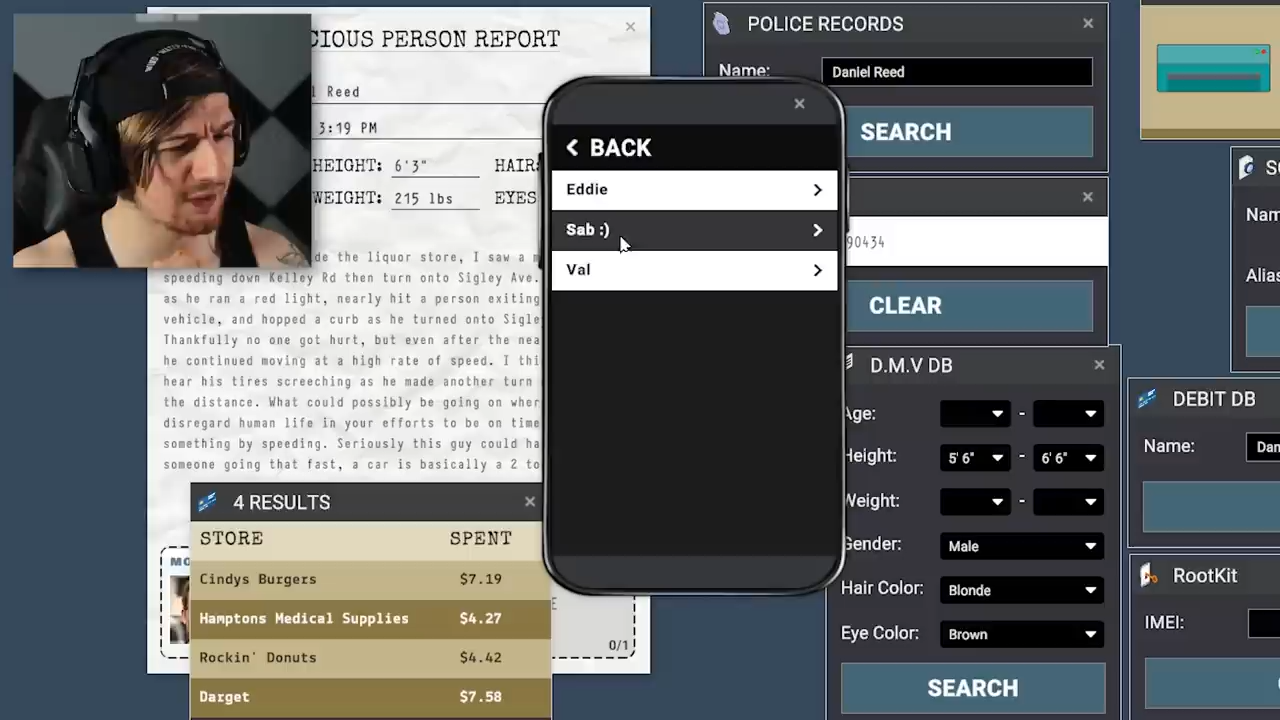 CIOUS PERSON REPORT
Reed
3:19 PM
HEIGHT: 6'3" HAIR:
WEIGHT: 215 lbs EYES
de the liquor store, I saw a m
speeding down Kelley Rd then turn onto Sigley Ave.
as he ran a red light, nearly hit a person exiting
vehicle, and hopped a curb as he turned onto Sigle
Thankfully no one got hurt, but even after the nea
he continued moving at a high rate of speed. I thi
hear his tires screeching as he made another turn
the distance. What could possibly be going on wher
disregard human life in your efforts to be on time
something by speeding. Seriously this guy could ha
someone going that fast, a car is basically a 2 to
MO
0/1
4 RESULTS
STORE SPENT
Cindys Burgers $7.19
Hamptons Medical Supplies $4.27
Rockin' Donuts $4.42
Darget $7.58
BACK
Eddie
Sab :)
Val
POLICE RECORDS
Name: Daniel Reed
SEARCH
90434
CLEAR
D.M.V DB
Age: -
Height: 5' 6" - 6' 6"
Weight: -
Gender: Male
Hair Color: Blonde
Eye Color: Brown
SEARCH
Nam
Alias
DEBIT DB
Name: Dan
RootKit
IMEI: